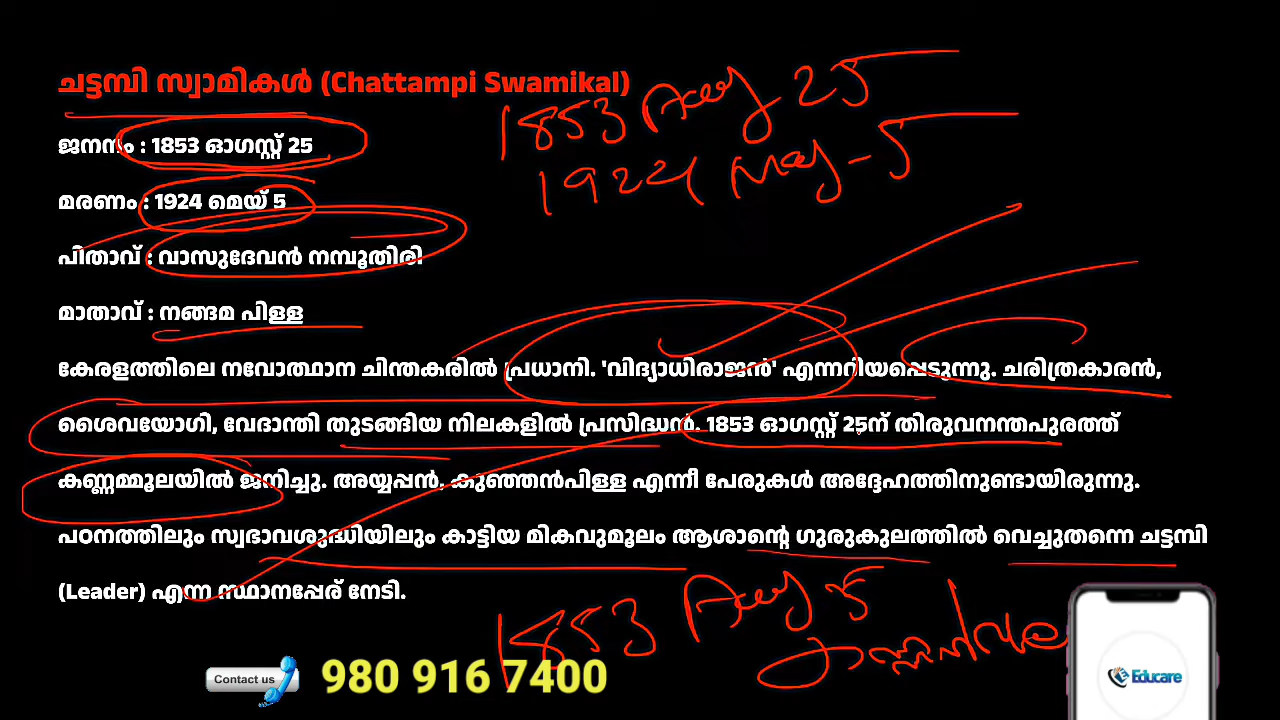 ചട്ടമ്പി സ്വാമികൾ (Chattampi Swamikal)
1853 Aug 25
ജനനം : 1853 ഓഗസ്റ്റ് 25
1924 May - 5
മരണം : 1924 മെയ് 5
പിതാവ് : വാസുദേവൻ നമ്പൂതിരി
മാതാവ് : നങ്ങമ പിള്ള
കേരളത്തിലെ നവോത്ഥാന ചിന്തകരിൽ പ്രധാനി. 'വിദ്യാധിരാജൻ' എന്നറിയപ്പെടുന്നു. ചരിത്രകാരൻ,
ശൈവയോഗി, വേദാന്തി തുടങ്ങിയ നിലകളിൽ പ്രസിദ്ധൻ. 1853 ഓഗസ്റ്റ് 25ന് തിരുവനന്തപുരത്ത്
കണ്ണമ്മൂലയിൽ ജനിച്ചു. അയ്യപ്പൻ, കുഞ്ഞൻപിള്ള എന്നീ പേരുകൾ അദ്ദേഹത്തിനുണ്ടായിരുന്നു.
പഠനത്തിലും സ്വഭാവശുദ്ധിയിലും കാട്ടിയ മികവുമൂലം ആശാന്റെ ഗുരുകുലത്തിൽ വെച്ചുതന്നെ ചട്ടമ്പി
(Leader) എന്ന സ്ഥാനപ്പേര് നേടി.
1853 Aug 5
Contact us 980 916 7400
Educare